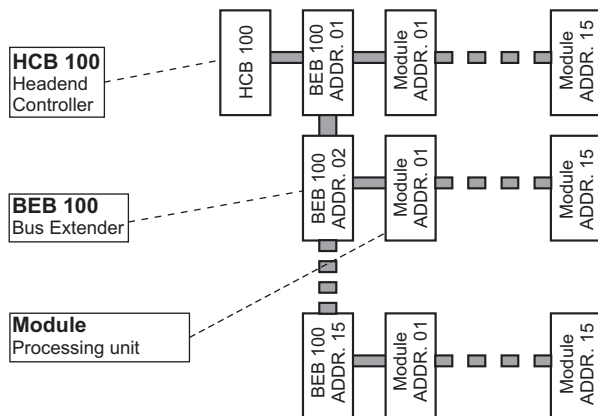 HCB 100
Headend
Controller
HCB 100
BEB 100
ADDR. 01
Module
ADDR. 01
Module
ADDR. 15
BEB 100
Bus Extender
BEB 100
ADDR. 02
Module
ADDR. 01
Module
ADDR. 15
Module
Processing unit
BEB 100
ADDR. 15
Module
ADDR. 01
Module
ADDR. 15